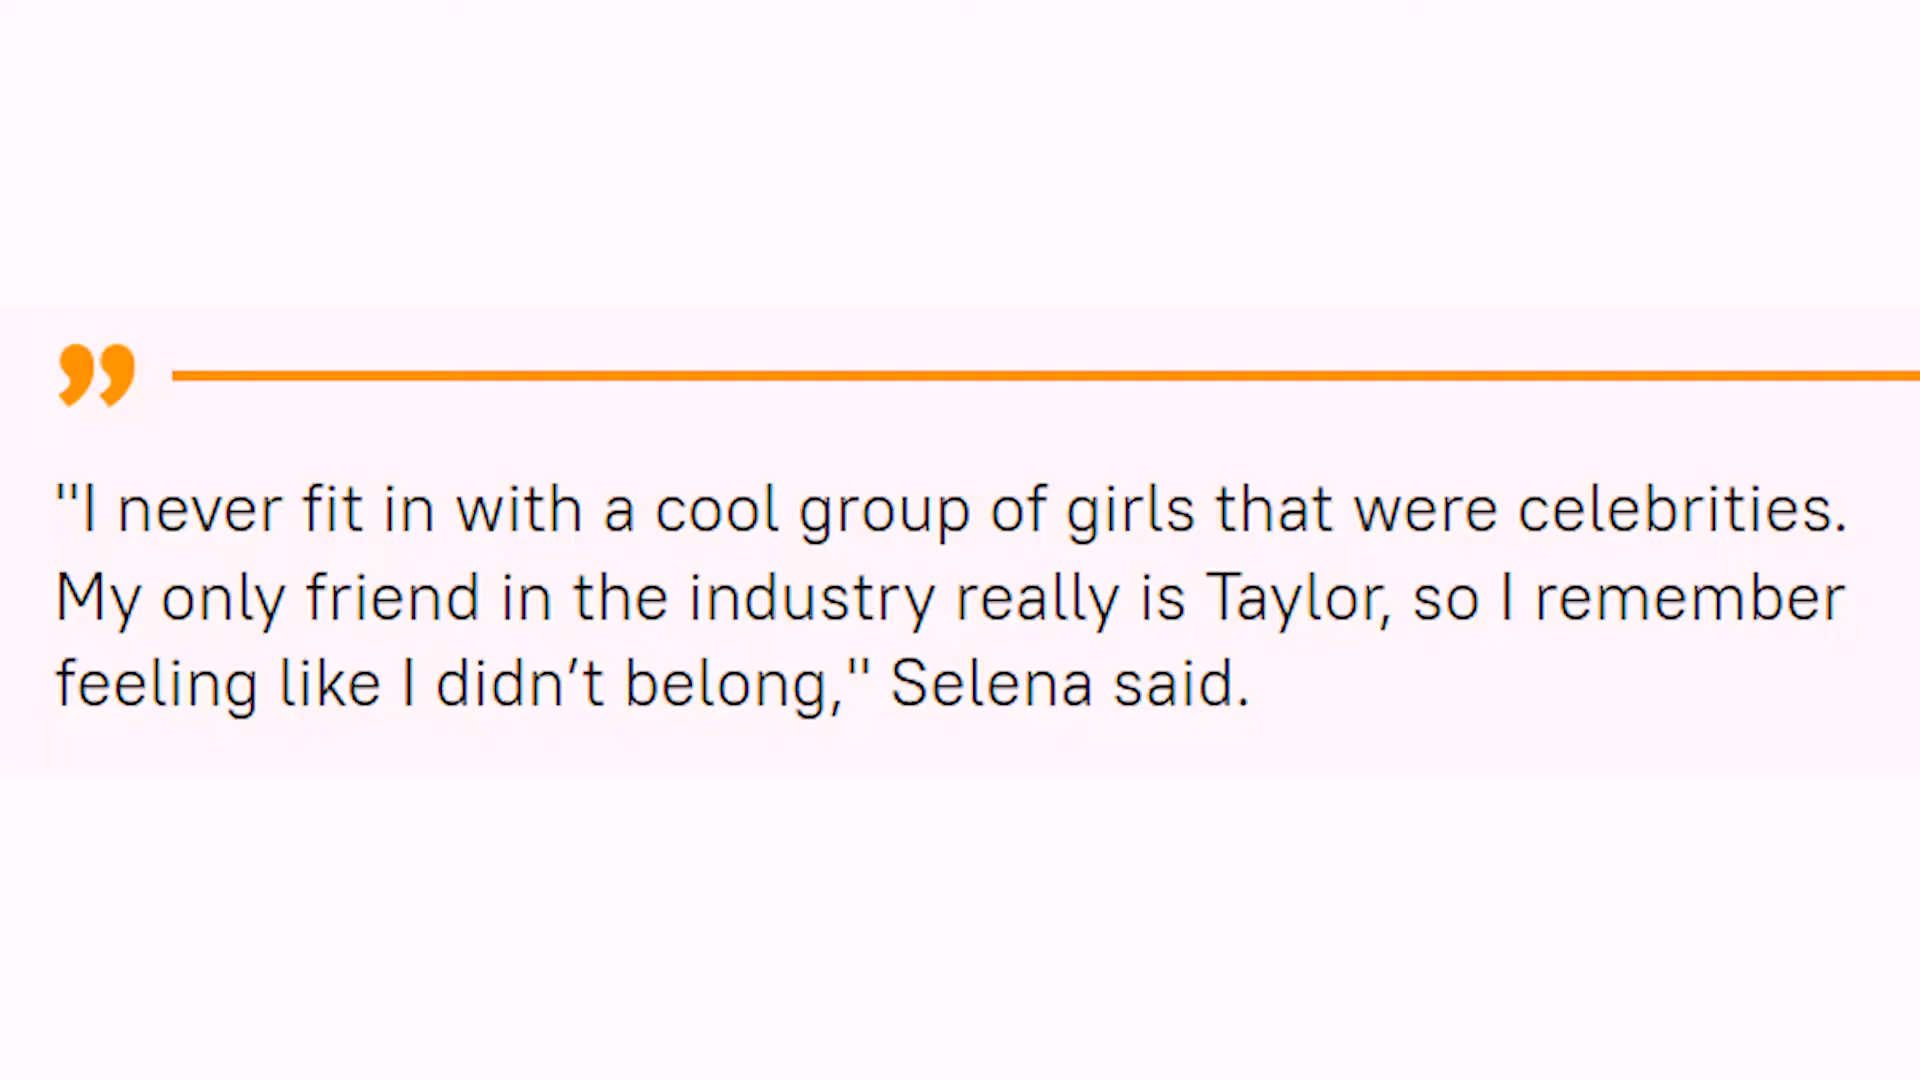 "I never fit in with a cool group of girls that were celebrities.
My only friend in the industry really is Taylor, so I remember
feeling like I didn’t belong," Selena said.